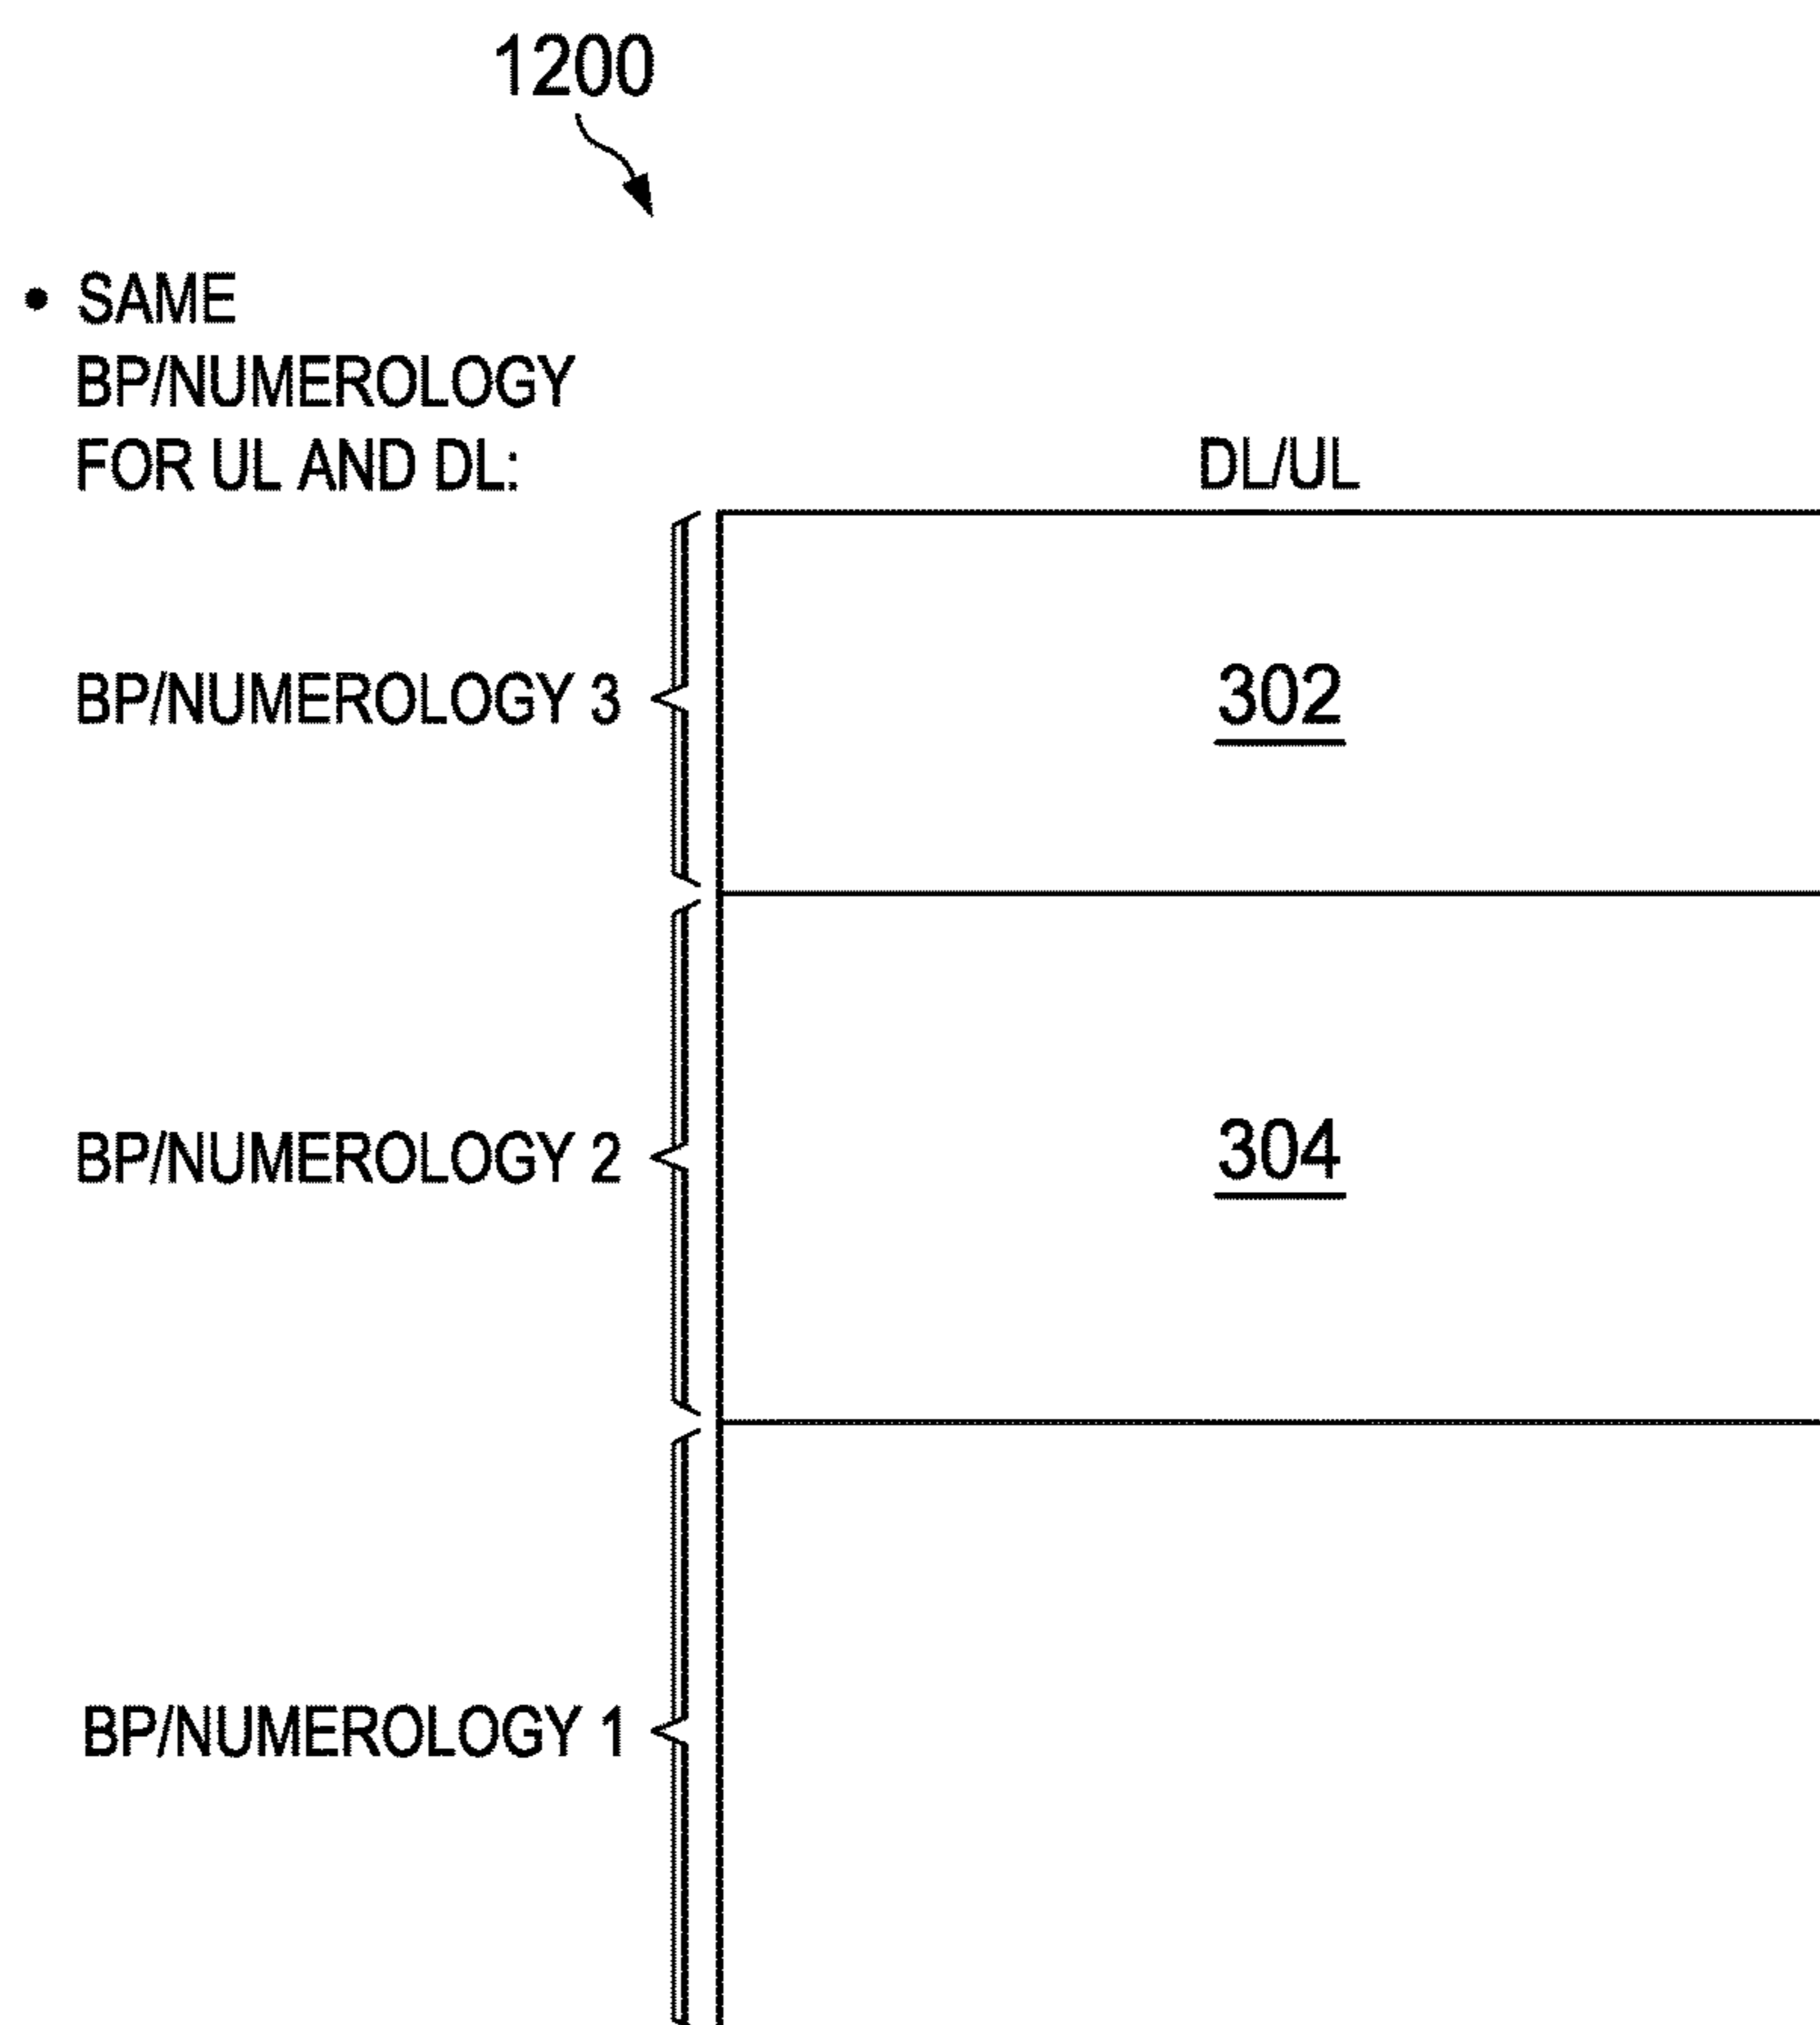 1200
• SAME
BP/NUMEROLOGY
FOR UL AND DL:
DL/UL
BP/NUMEROLOGY 3
302
BP/NUMEROLOGY 2
304
BP/NUMEROLOGY 1